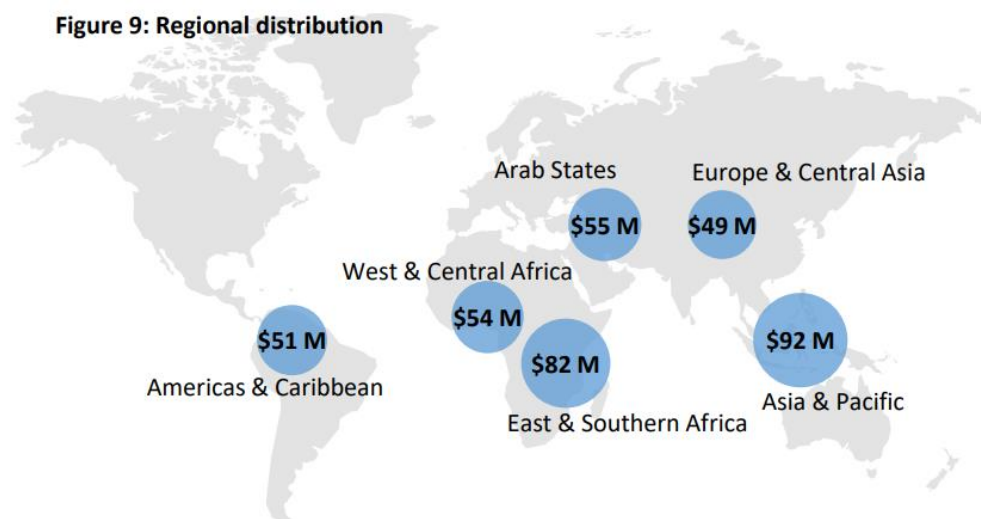 Figure 9: Regional distribution
Arab States
Europe & Central Asia
$55 M
$49 M
West & Central Africa
$54 M
$51 M
$82 M
$92 M
Americas & Caribbean
East & Southern Africa
Asia & Pacific